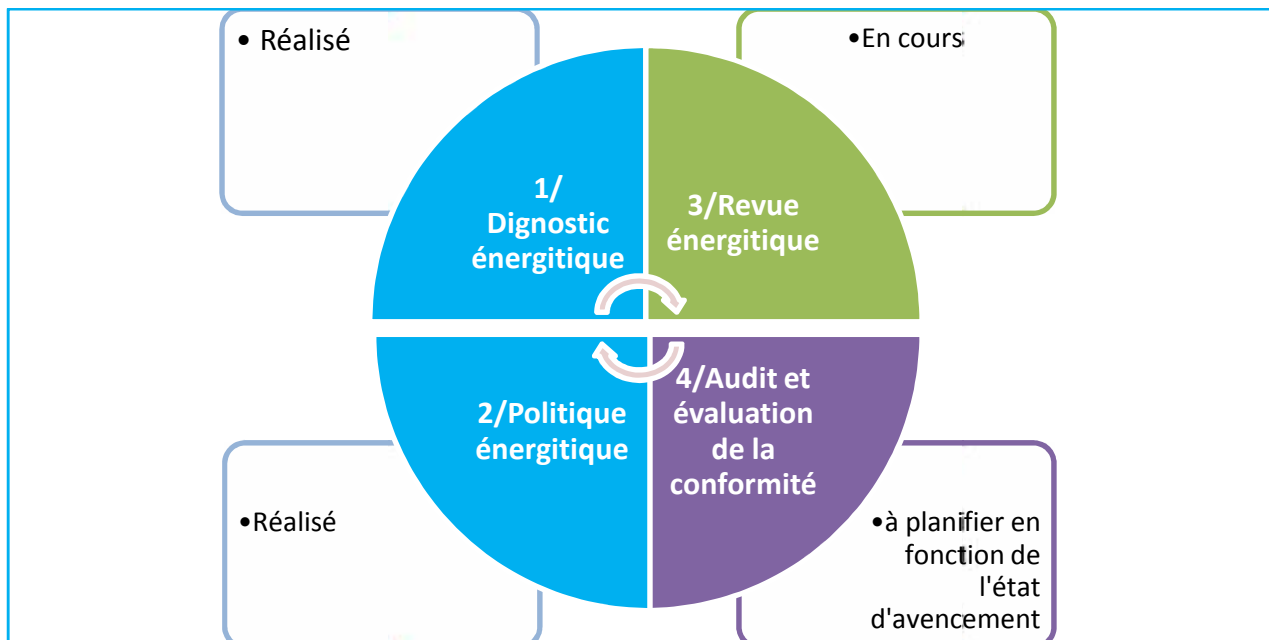 • Réalisé
•En cours
1/
Dignostic
énergitique
3/Revue
énergitique
2/Politique
énergitique
4/Audit et
évaluation
de la
conformité
•Réalisé
•à planifier en
fonction de
l'état
d'avencement